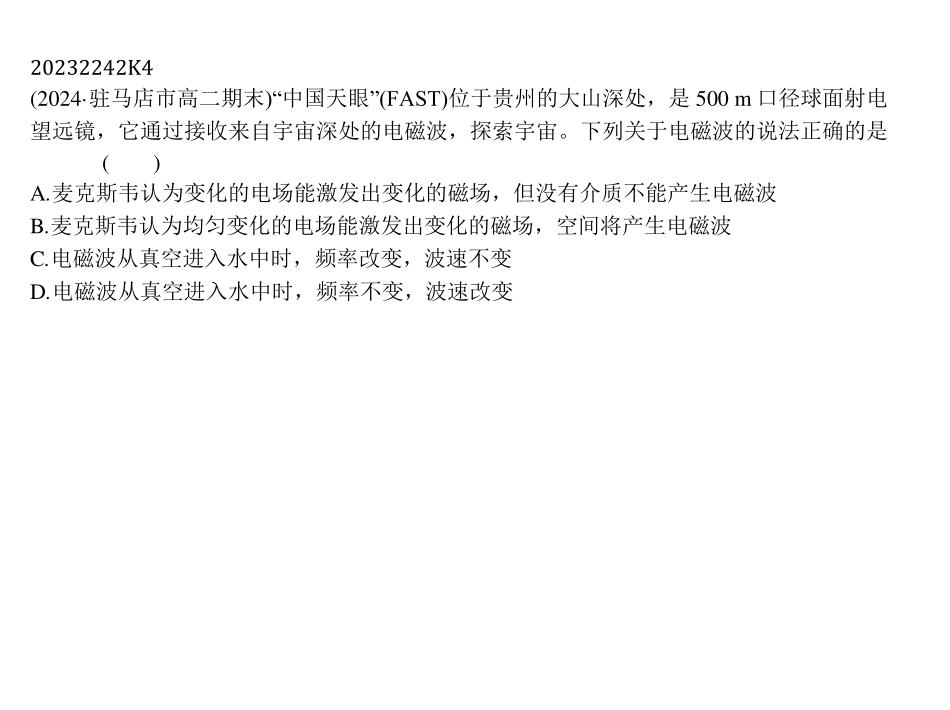 20232242K4
(2024·驻马店市高二期末)“中国天眼”(FAST)位于贵州的大山深处，是 500 m 口径球面射电
望远镜，它通过接收来自宇宙深处的电磁波，探索宇宙。下列关于电磁波的说法正确的是
(　　)
A.麦克斯韦认为变化的电场能激发出变化的磁场，但没有介质不能产生电磁波
B.麦克斯韦认为均匀变化的电场能激发出变化的磁场，空间将产生电磁波
C.电磁波从真空进入水中时，频率改变，波速不变
D.电磁波从真空进入水中时，频率不变，波速改变